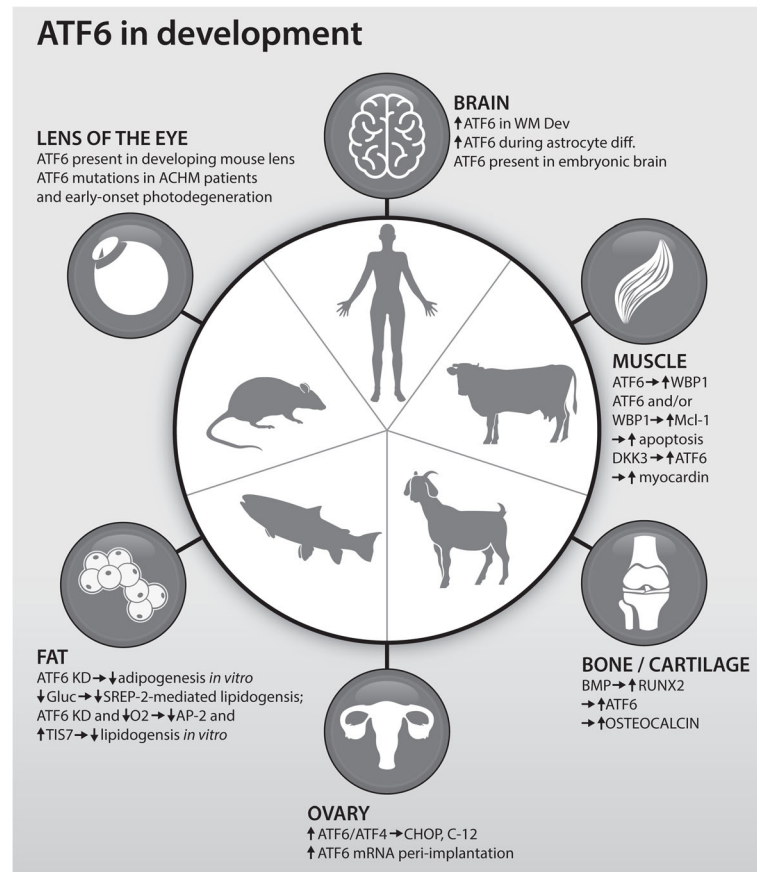 ATF6 in development
BRAIN
↑ATF6 in WM Dev
↑ATF6 during astrocyte diff.
ATF6 present in embryonic brain
LENS OF THE EYE
ATF6 present in developing mouse lens
ATF6 mutations in ACHM patients
and early-onset photodegeneration
MUSCLE
ATF6→↑WBP1
ATF6 and/or
WBP1→↑Mcl-1
→↑ apoptosis
DKK3→↑ATF6
→↑ myocardin
FAT
ATF6 KD→↓adipogenesis in vitro
↓Gluc→↓SREP-2-mediated lipidogensis;
ATF6 KD and ↓O2→↓AP-2 and
↑TIS7→↓lipidogensis in vitro
BONE / CARTILAGE
BMP→↑RUNX2
→↑ATF6
→↑OSTEOCALCIN
OVARY
↑ATF6/ATF4→CHOP, C-12
↑ATF6 mRNA peri-implantation